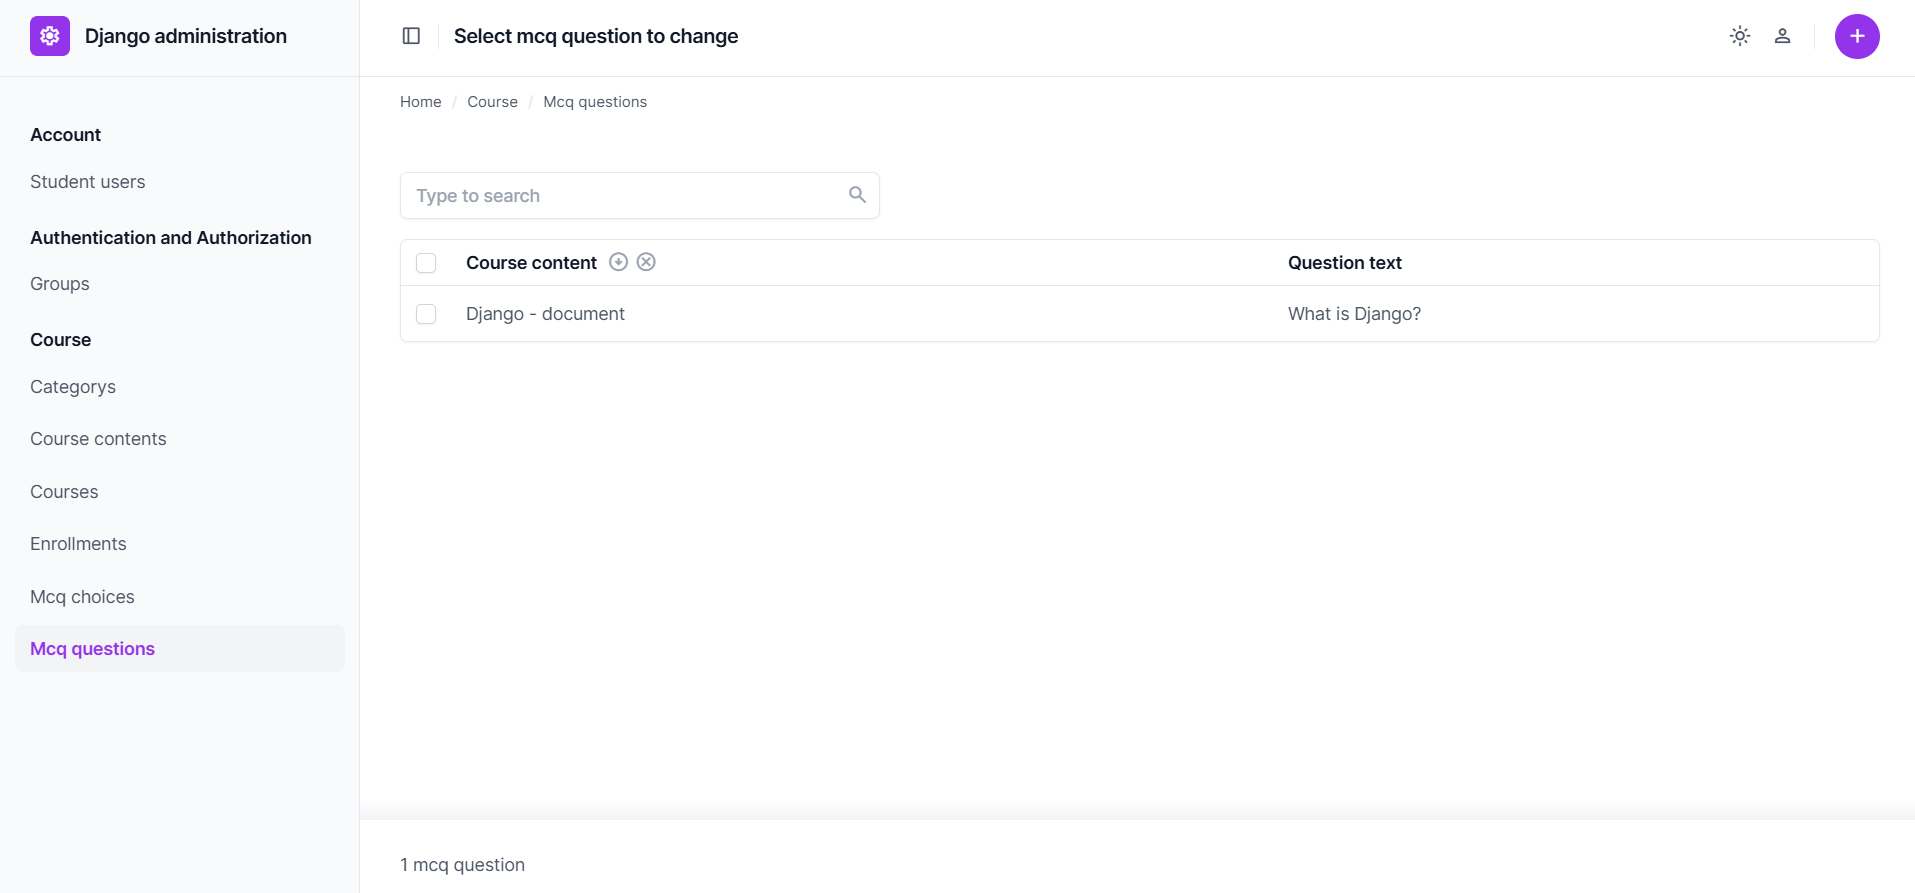 Django administration
Select mcq question to change
Home / Course / Mcq questions
Account
Student users
Authentication and Authorization
Groups
Course
Categorys
Course contents
Courses
Enrollments
Mcq choices
Mcq questions
Type to search
Course content Question text
Django - document What is Django?
1 mcq question